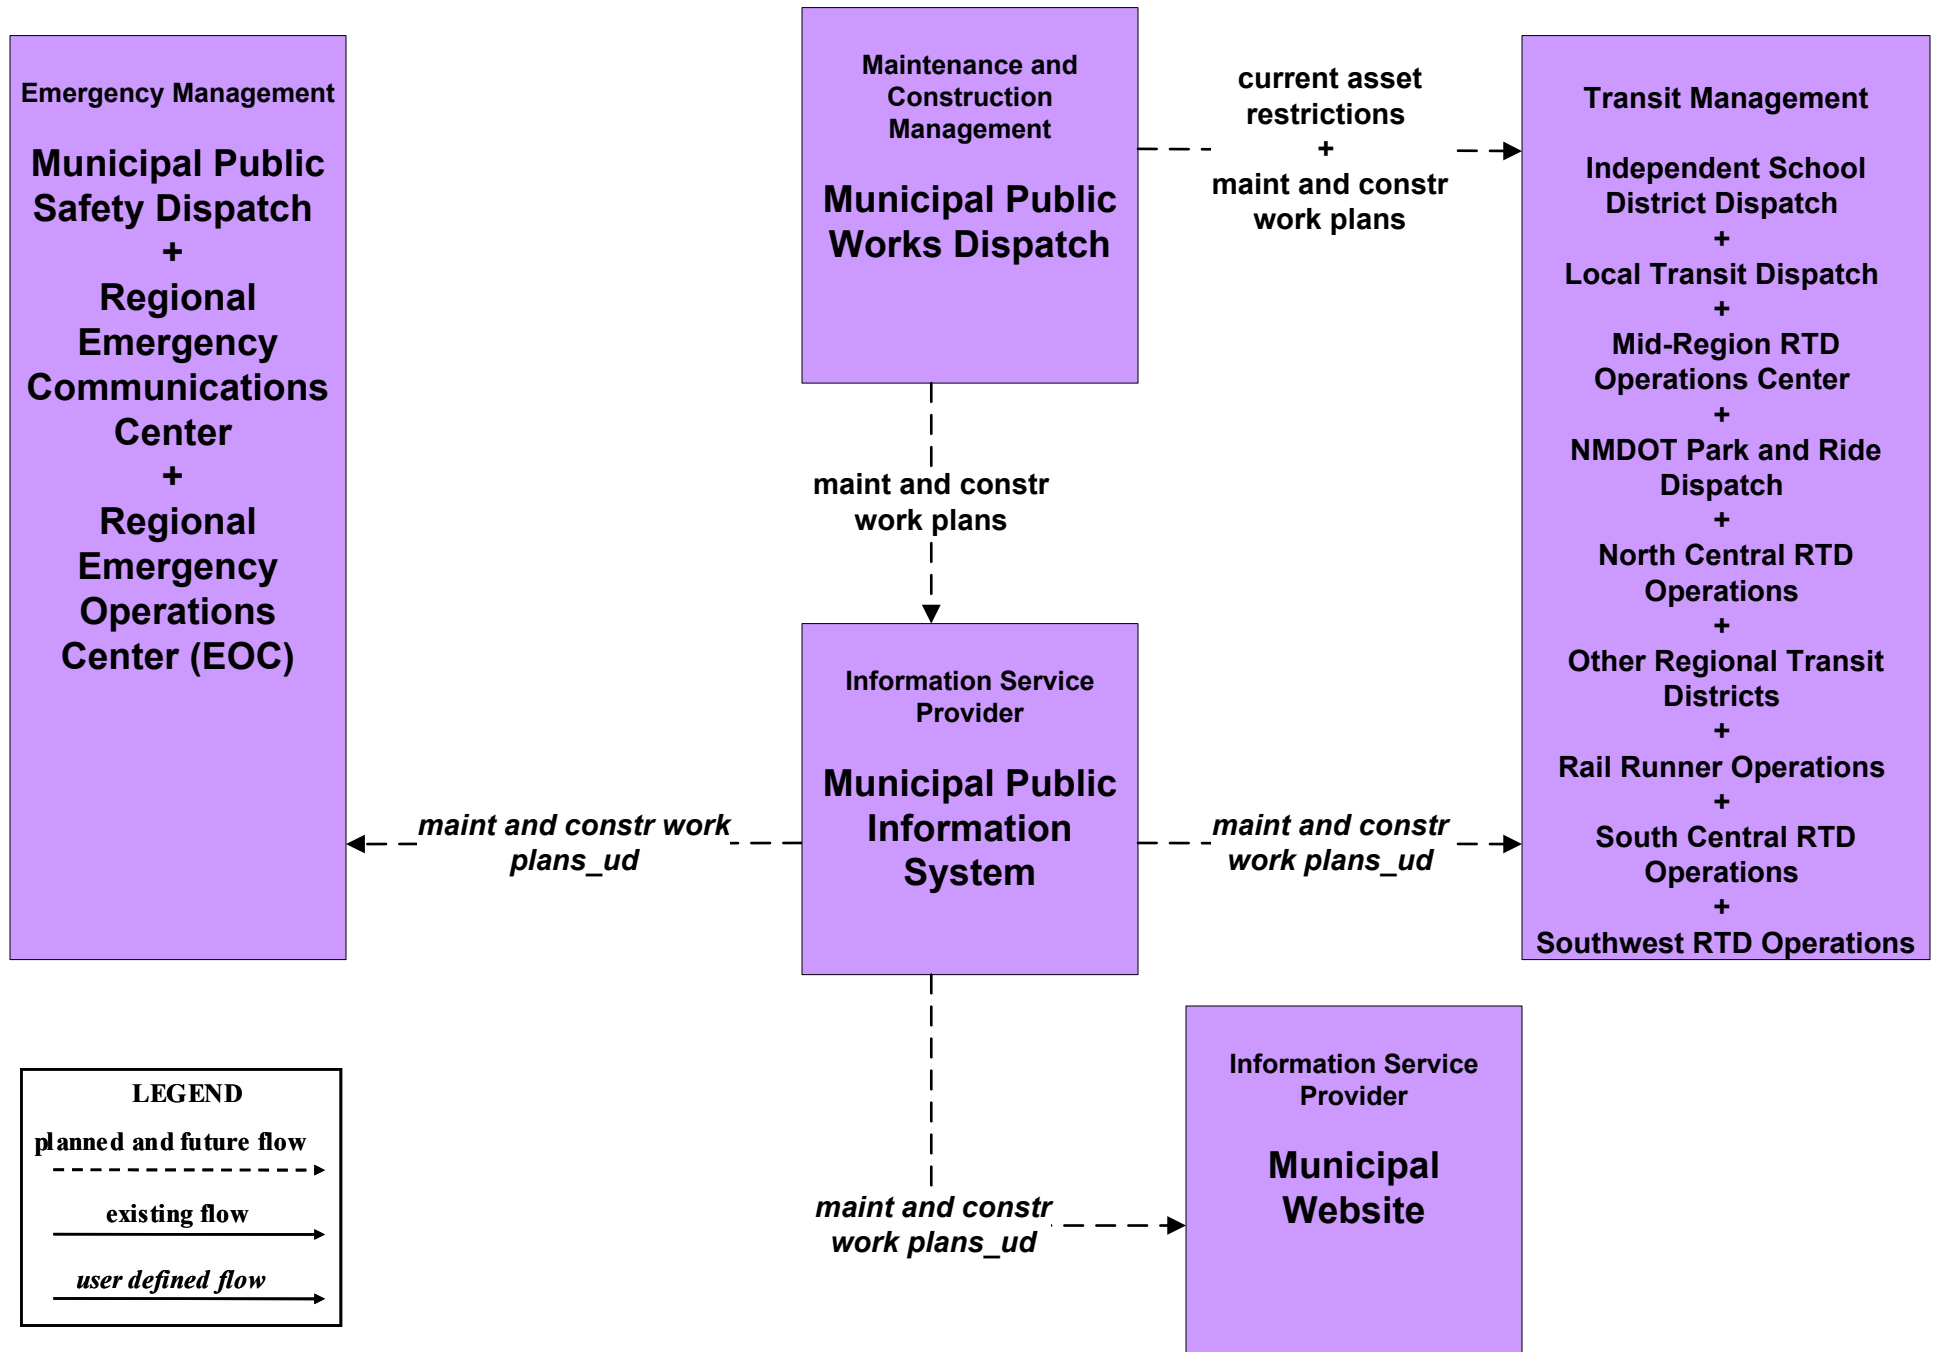 Emergency Management
Municipal Public
Safety Dispatch
+
Regional
Emergency
Communications
Center
+
Regional
Emergency
Operations
Center (EOC)
Maintenance and
Construction
Management
Municipal Public
Works Dispatch
current asset
restrictions
+
maint and constr
work plans
Transit Management
Independent School
District Dispatch
+
Local Transit Dispatch
+
Mid-Region RTD
Operations Center
+
NMDOT Park and Ride
Dispatch
+
North Central RTD
Operations
+
Other Regional Transit
Districts
+
Rail Runner Operations
+
South Central RTD
Operations
+
Southwest RTD Operations
maint and constr
work plans
Information Service
Provider
Municipal Public
Information
System
maint and constr work
plans_ud
maint and constr
work plans_ud
maint and constr
work plans_ud
Information Service
Provider
Municipal
Website
LEGEND
planned and future flow
existing flow
user defined flow